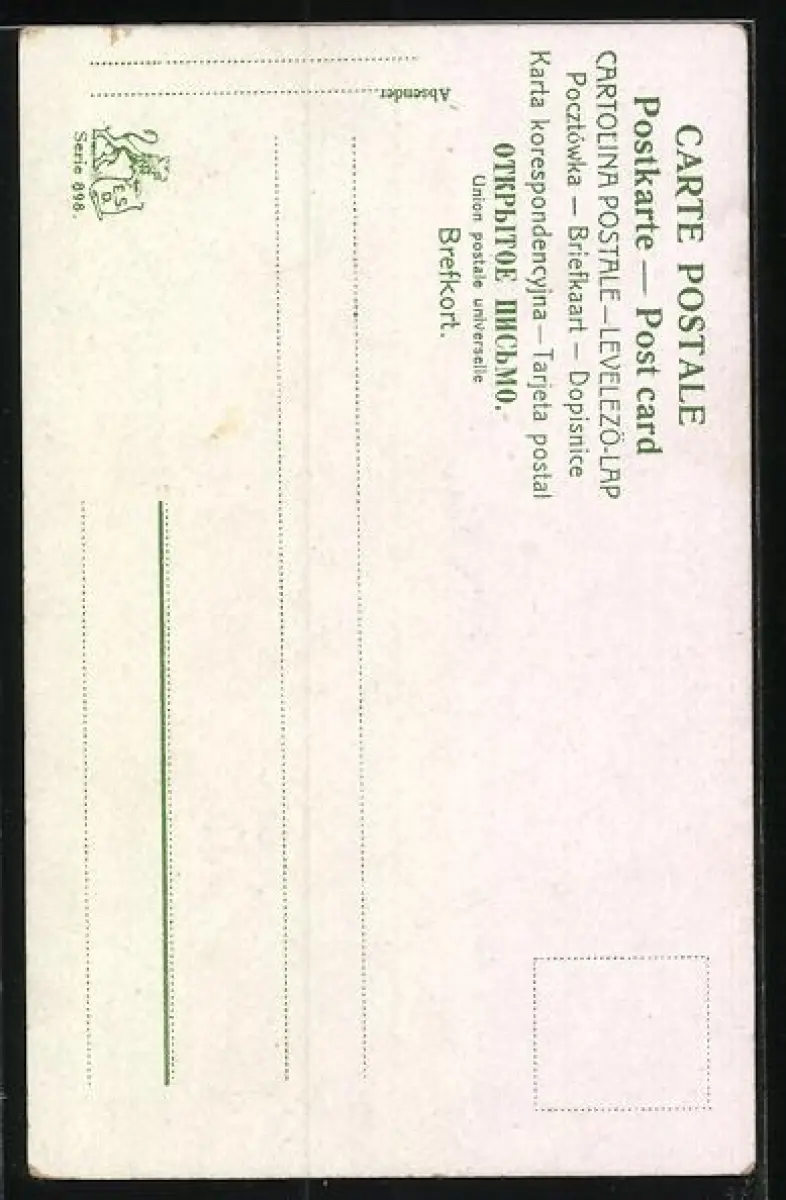 CARTE POSTALE
Postkarte — Post card
CARTOLINA POSTALE – LEVELEZÖ-LAP
Pocztówka — Briefkaart — Dopisnice
Karta korespondencyjna — Tarjeta postal
ОТКРЫТОЕ ПИСЬМО.
Union postale universelle
Brefkort.
Absender
E.S.
D.
Serie 898.